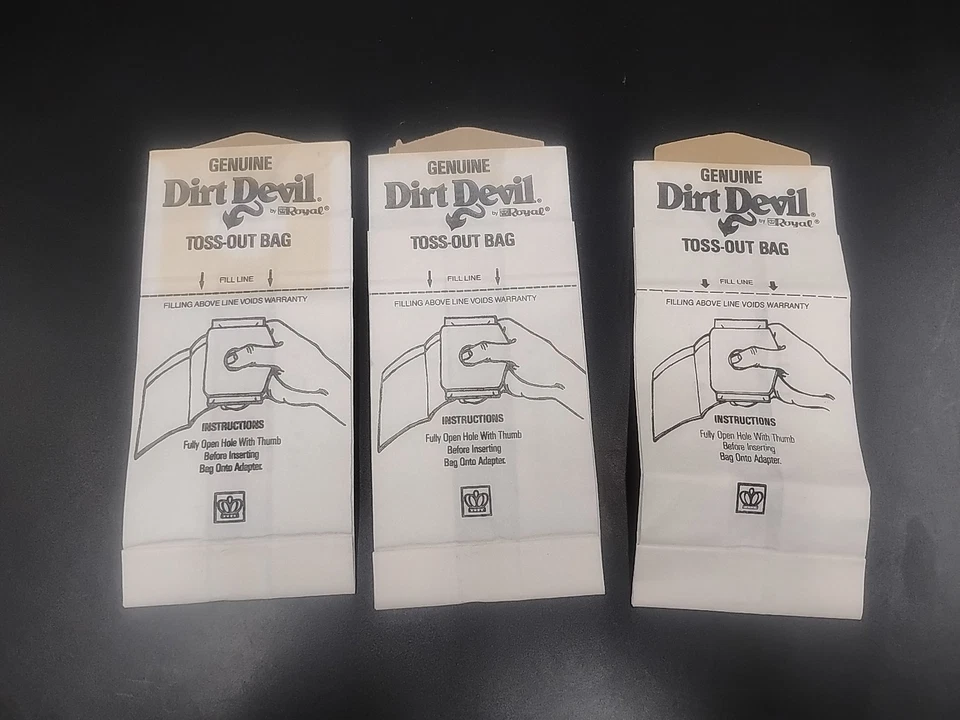 GENUINE
Dirt Devil®
by Royal®
TOSS-OUT BAG
FILL LINE
FILLING ABOVE LINE VOIDS WARRANTY
INSTRUCTIONS
Fully Open Hole With Thumb
Before Inserting
Bag Onto Adapter.
GENUINE
Dirt Devil®
by Royal®
TOSS-OUT BAG
FILL LINE
FILLING ABOVE LINE VOIDS WARRANTY
INSTRUCTIONS
Fully Open Hole With Thumb
Before Inserting
Bag Onto Adapter.
GENUINE
Dirt Devil®
by Royal®
TOSS-OUT BAG
FILL LINE
FILLING ABOVE LINE VOIDS WARRANTY
INSTRUCTIONS
Fully Open Hole With Thumb
Before Inserting
Bag Onto Adapter.